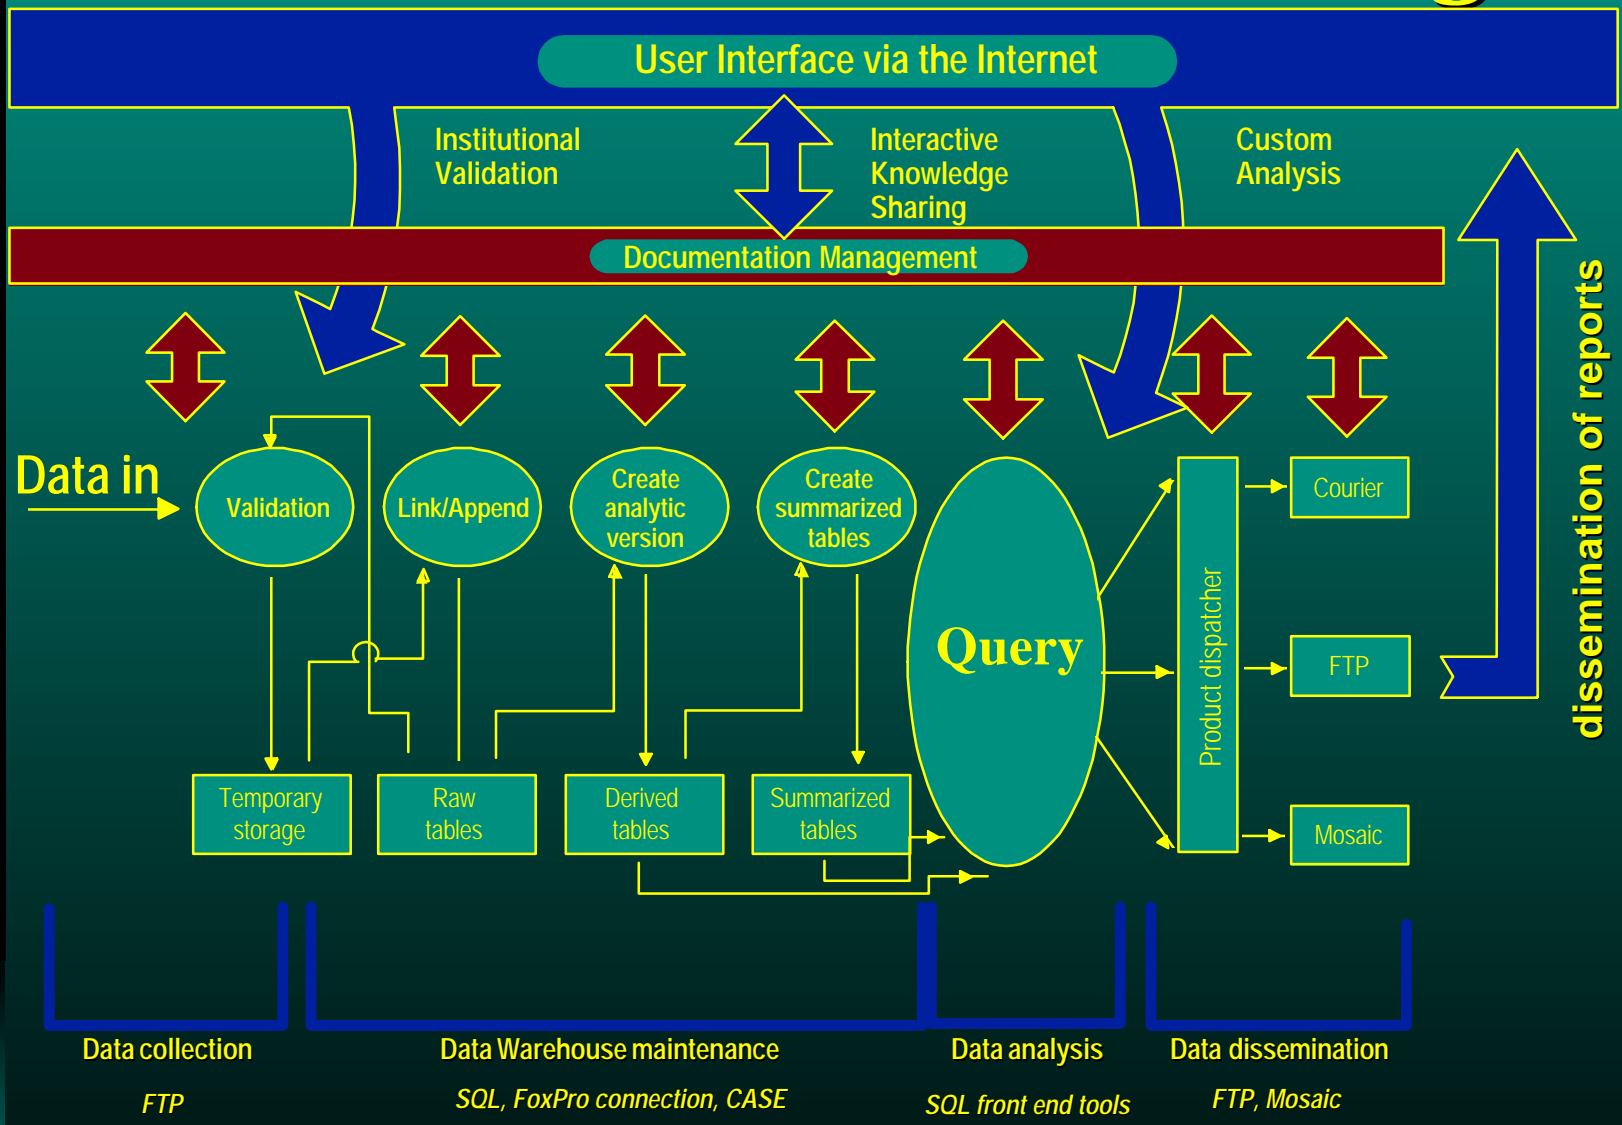 User Interface via the Internet
Institutional
Validation
Interactive
Knowledge
Sharing
Custom
Analysis
Documentation Management
dissemination of reports
Data in
Validation
Link/Append
Create
analytic
version
Create
summarized
tables
Query
Product dispatcher
Courier
FTP
Mosaic
Temporary
storage
Raw
tables
Derived
tables
Summarized
tables
Data collection
Data Warehouse maintenance
Data analysis
Data dissemination
FTP
SQL, FoxPro connection, CASE
SQL front end tools
FTP, Mosaic